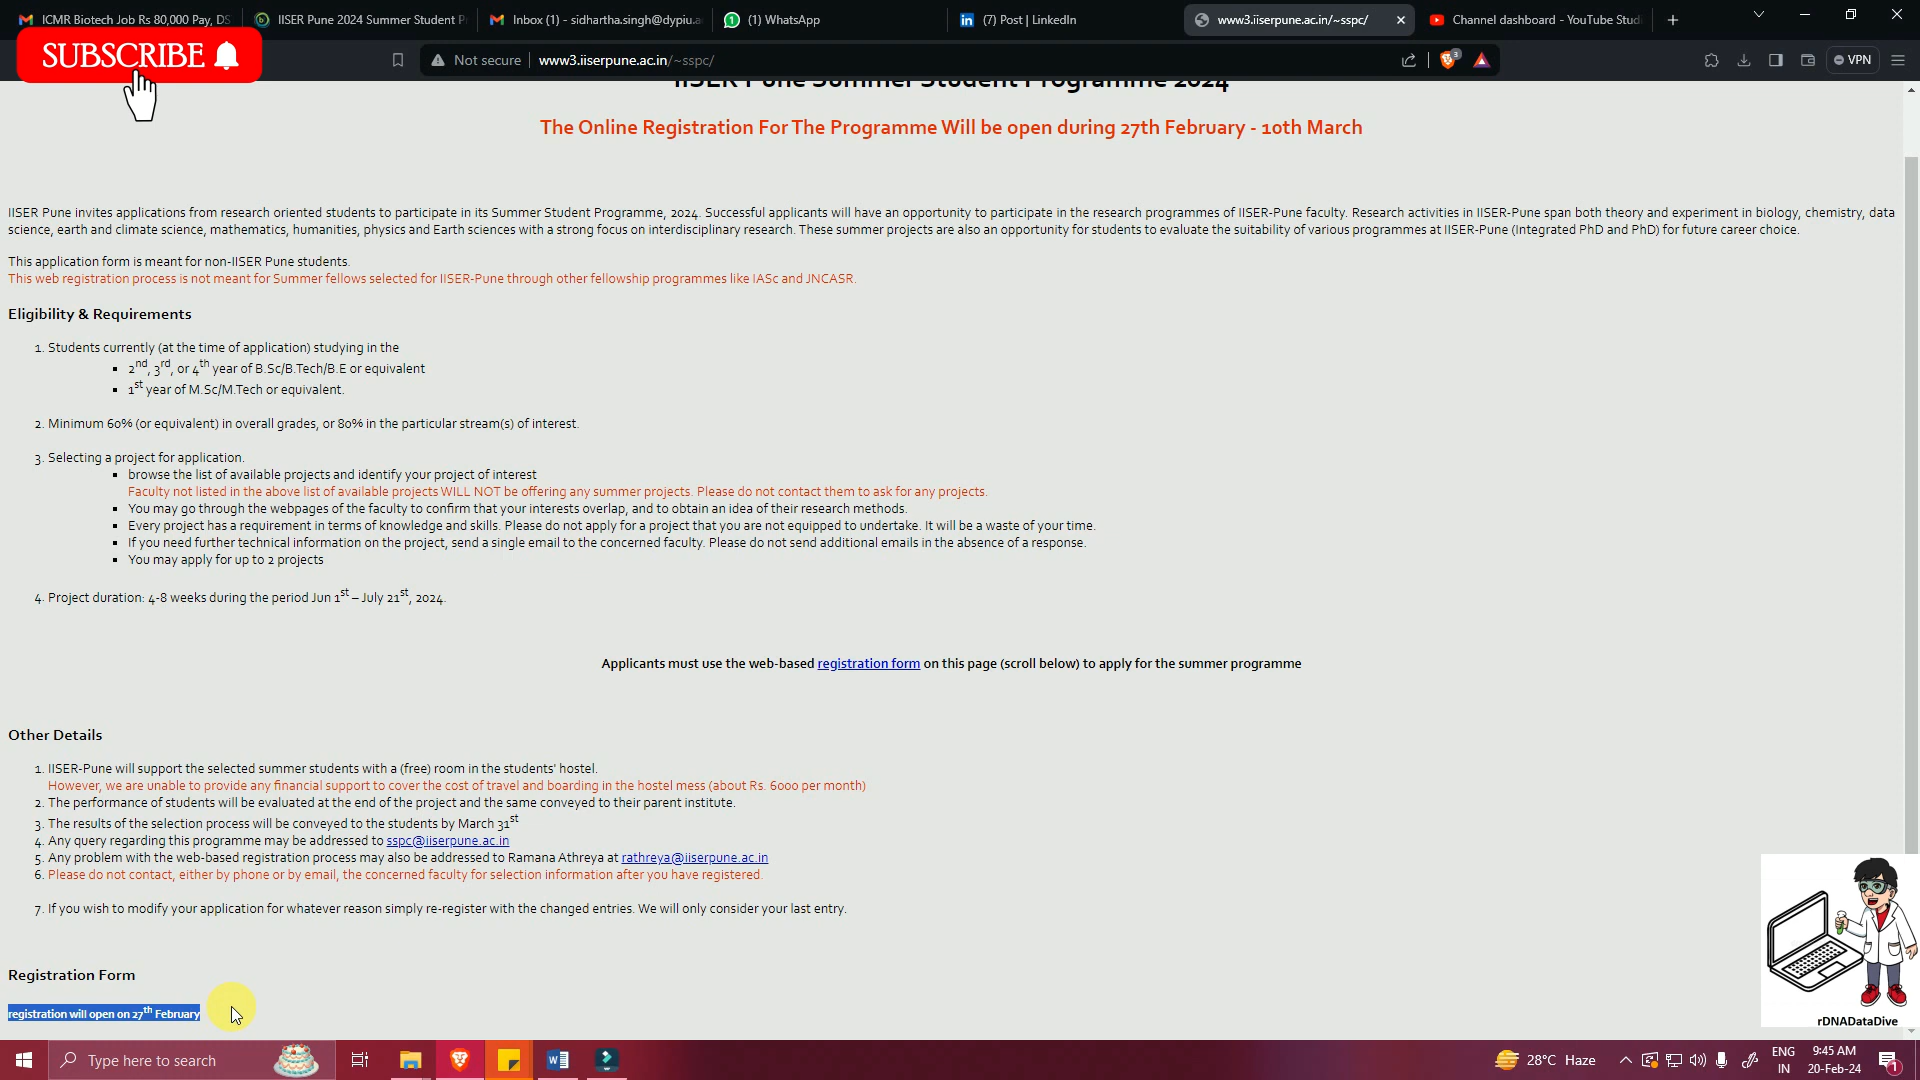 ICMR Biotech Job Rs 80,000 Pay, DS
IISER Pune 2024 Summer Student P
Inbox (1) - sidhartha.singh@dypiu.a
(1) WhatsApp
(7) Post | LinkedIn
www3.iiserpune.ac.in/~sspc/
Channel dashboard - YouTube Studi
SUBSCRIBE
Not secure
www3.iiserpune.ac.in/~sspc/
3
VPN
IISER Pune Summer Student Programme 2024
The Online Registration For The Programme Will be open during 27th February - 10th March
IISER Pune invites applications from research oriented students to participate in its Summer Student Programme, 2024. Successful applicants will have an opportunity to participate in the research programmes of IISER-Pune faculty. Research activities in IISER-Pune span both theory and experiment in biology, chemistry, data
science, earth and climate science, mathematics, humanities, physics and Earth sciences with a strong focus on interdisciplinary research. These summer projects are also an opportunity for students to evaluate the suitability of various programmes at IISER-Pune (Integrated PhD and PhD) for future career choice.
This application form is meant for non-IISER Pune students.
This web registration process is not meant for Summer fellows selected for IISER-Pune through other fellowship programmes like IASc and JNCASR.
Eligibility & Requirements
1. Students currently (at the time of application) studying in the
▪ 2nd, 3rd, or 4th year of B.Sc/B.Tech/B.E or equivalent
▪ 1st year of M.Sc/M.Tech or equivalent.
2. Minimum 60% (or equivalent) in overall grades, or 80% in the particular stream(s) of interest.
3. Selecting a project for application.
▪ browse the list of available projects and identify your project of interest
Faculty not listed in the above list of available projects WILL NOT be offering any summer projects. Please do not contact them to ask for any projects.
▪ You may go through the webpages of the faculty to confirm that your interests overlap, and to obtain an idea of their research methods.
▪ Every project has a requirement in terms of knowledge and skills. Please do not apply for a project that you are not equipped to undertake. It will be a waste of your time.
▪ If you need further technical information on the project, send a single email to the concerned faculty. Please do not send additional emails in the absence of a response.
▪ You may apply for up to 2 projects
4. Project duration: 4-8 weeks during the period Jun 1st – July 21st, 2024.
Applicants must use the web-based registration form on this page (scroll below) to apply for the summer programme
Other Details
1. IISER-Pune will support the selected summer students with a (free) room in the students' hostel.
However, we are unable to provide any financial support to cover the cost of travel and boarding in the hostel mess (about Rs. 6000 per month)
2. The performance of students will be evaluated at the end of the project and the same conveyed to their parent institute.
3. The results of the selection process will be conveyed to the students by March 31st
4. Any query regarding this programme may be addressed to sspc@iiserpune.ac.in
5. Any problem with the web-based registration process may also be addressed to Ramana Athreya at rathreya@iiserpune.ac.in
6. Please do not contact, either by phone or by email, the concerned faculty for selection information after you have registered.
7. If you wish to modify your application for whatever reason simply re-register with the changed entries. We will only consider your last entry.
Registration Form
registration will open on 27th February
rDNADataDive
Type here to search
28°C Haze
ENG
IN
9:45 AM
20-Feb-24
1